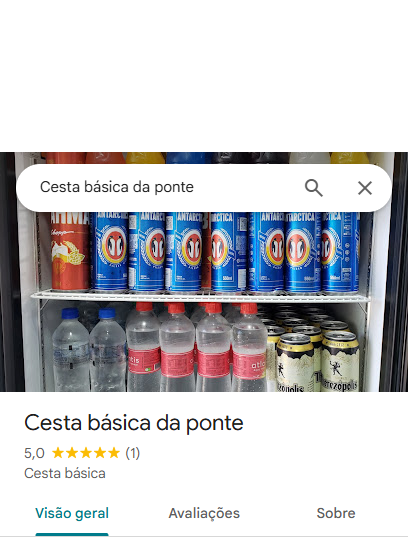 Cesta básica da ponte
ANTARCTICA
ANTARCTICA
ANTARCTICA
ANTARCTICA
Cesta básica da ponte
5,0 (1)
Cesta básica
Visão geral
Avaliações
Sobre